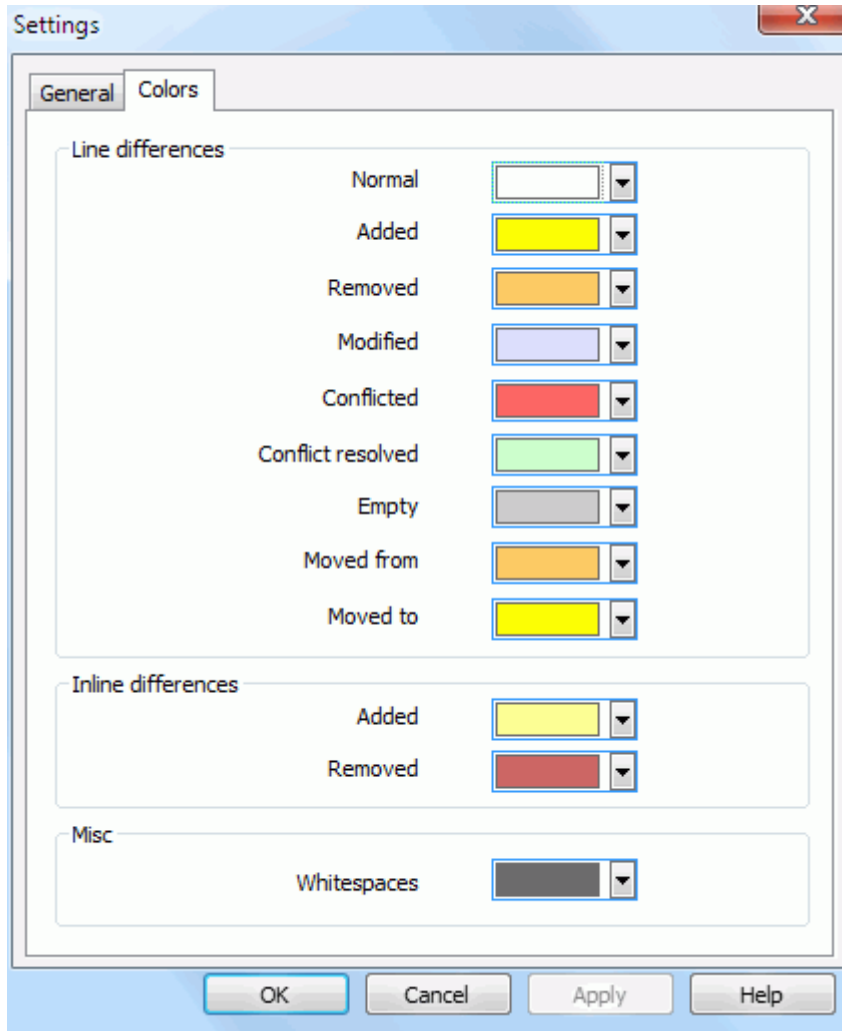 Settings
General Colors
Line differences
Normal
Added
Removed
Modified
Conflicted
Conflict resolved
Empty
Moved from
Moved to
Inline differences
Added
Removed
Misc
Whitespaces
OK Cancel Apply Help